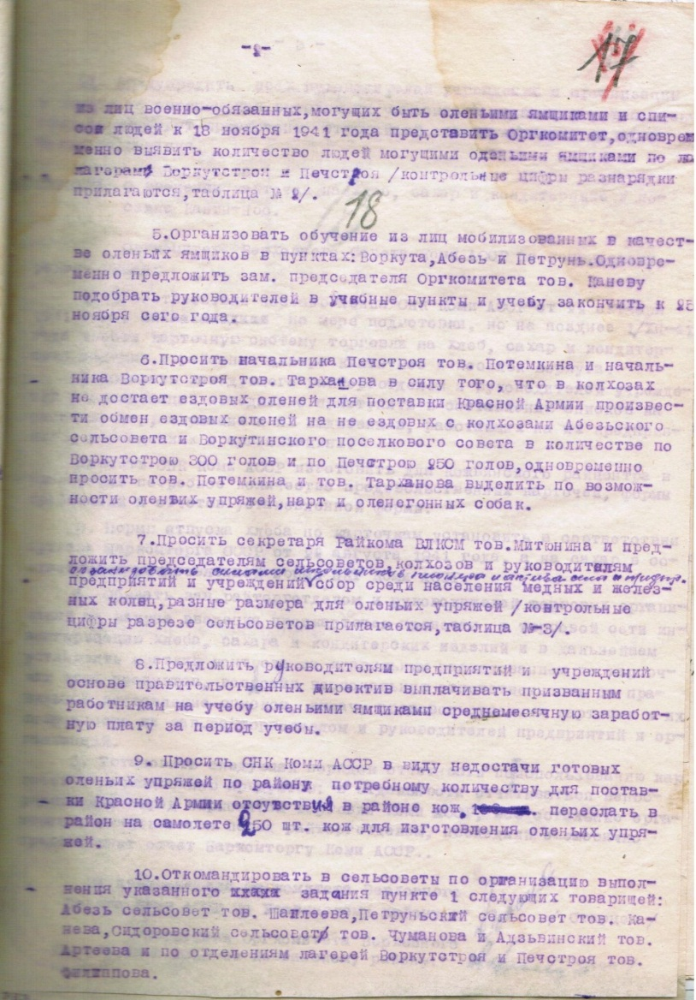 -2-
17
из лиц военно-обязанных,могущих быть оленьими ямщиками и спи-
сок людей к 18 ноября 1941 года представить Оргкомитет,одноврем
менно выявить количество людей могущими оленьими ямщиками по
лагерям Воркутстроя и Печстроя /контрольные цифры разнарядки
прилагаются,таблица № 2/.
18
5.Организовать обучение из лиц мобилизованных в качест-
ве оленьих ямщиков в пунктах:Воркута,Абезь и Петрунь.Одновре-
менно предложить зам. председателя Оргкомитета тов. Каневу
подобрать руководителей в учебные пункты и учебу закончить к 25
ноября сего года.
6.Просить начальника Печстроя тов. Потемкина и началь-
ника Воркутстроя тов. Тарханова в силу того, что в колхозах
не достает ездовых оленей для поставки Красной Армии произвес-
ти обмен ездовых оленей на не ездовых с колхозами Абезьского
сельсовета и Воркутинского поселкового совета в количестве по
Воркутстрою 300 голов и по Печстрою 250 голов,одновременно
просить тов. Потемкина и тов. Тарханова выделить по возмож-
ности оленьих упряжей,нарт и оленегонных собак.
7.Просить секретаря Райкома ВЛКСМ тов.Митюнина и пред-
ложить председателям сельсоветов,колхозов и руководителям
организовать силами
предприятий и учреждений сбор среди населения медных и желез-
ных колец,разные размера для оленьих упряжей /контрольные
цифры разрезе сельсоветов прилагается,таблица №-3/.
8.Предложить руководителям предприятий и учреждений
основе правительственных директив выплачивать призванным
работникам на учебу оленьими ямщиками среднемесячную заработ-
ную плату за период учебы.
9. Просить СНК Коми АССР в виду недостачи готовых
оленьих упряжей по району потребному количеству для постав-
ки Красной Армии отсутствия в районе кож. переслать в
район на самолете 250 шт. кож для изготовления оленьих упря-
жей.
10.Откомандировать в сельсоветы по организацию выпол-
нения указанного задания пункте 1 следующих товарищей:
Абезь сельсовет тов. Шаплеева,Петруньский сельсовет тов. Ка-
нева,Сидоровский сельсовет тов. Чуманова и Адзьвинский тов.
Артеева и по отделениям лагерей Воркутстроя и Печстроя тов.
Филиппова.